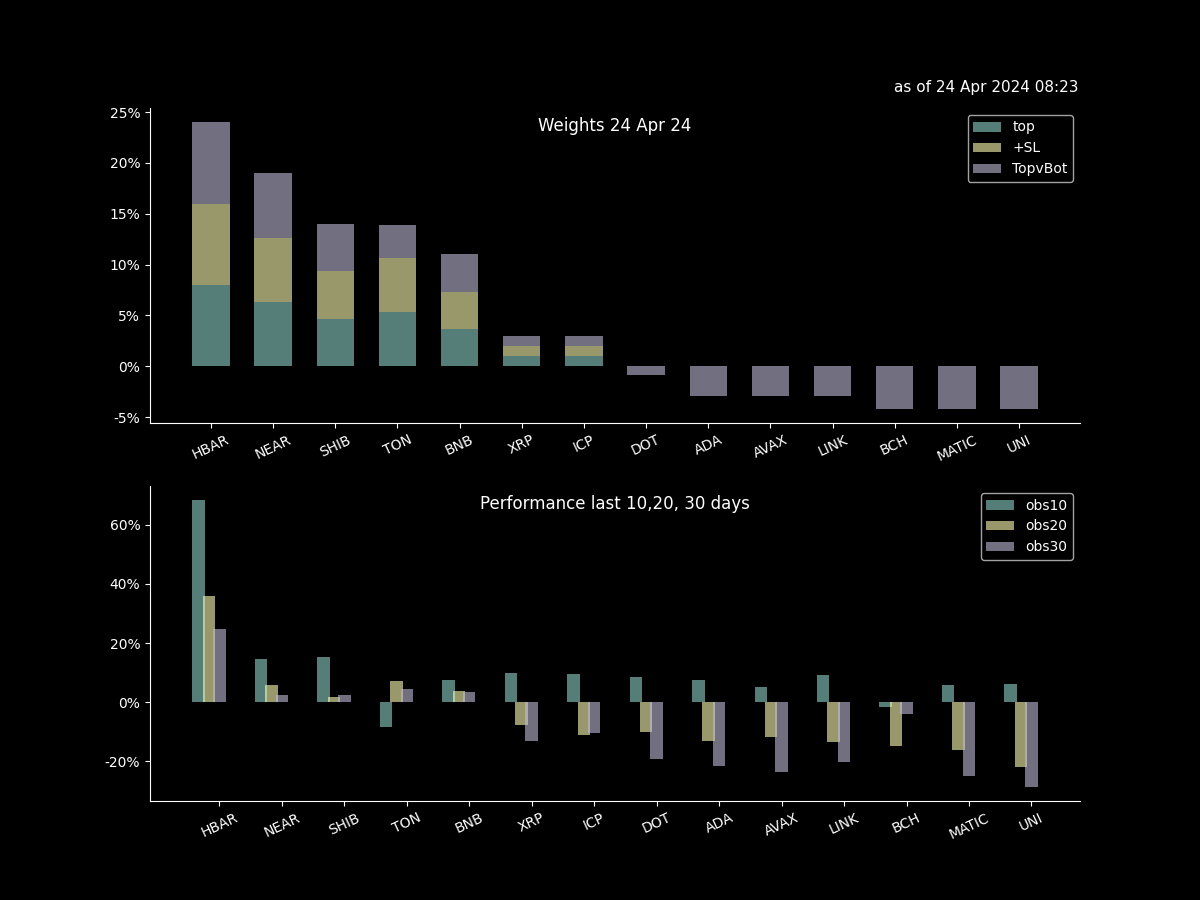 as of 24 Apr 2024 08:23
Weights 24 Apr 24
top
+SL
TopvBot
25%
20%
15%
10%
5%
0%
-5%
HBAR NEAR SHIB TON BNB XRP ICP DOT ADA AVAX LINK BCH MATIC UNI
Performance last 10,20, 30 days
obs10
obs20
obs30
60%
40%
20%
0%
-20%
HBAR NEAR SHIB TON BNB XRP ICP DOT ADA AVAX LINK BCH MATIC UNI